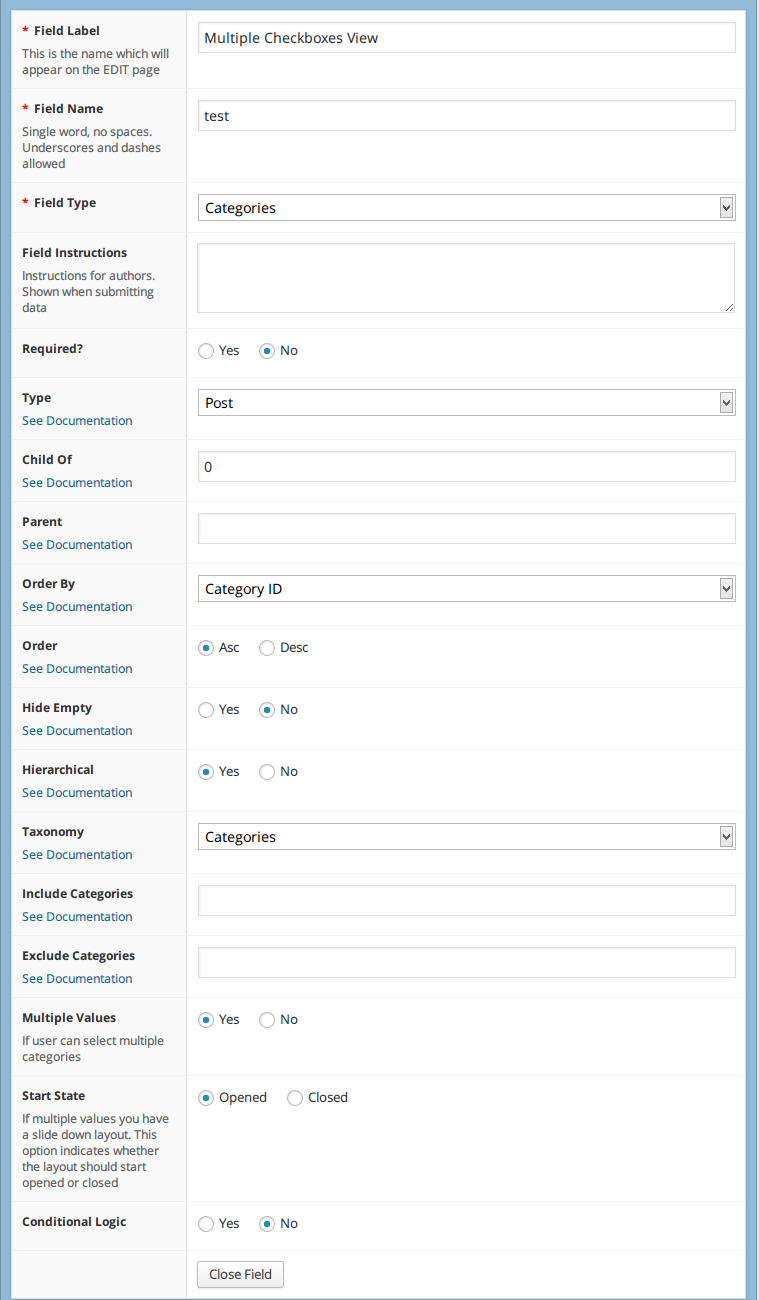 * Field Label
This is the name which will
appear on the EDIT page
Multiple Checkboxes View
* Field Name
Single word, no spaces.
Underscores and dashes
allowed
test
* Field Type
Categories
Field Instructions
Instructions for authors.
Shown when submitting
data
Required?
Yes No
Type
See Documentation
Post
Child Of
See Documentation
0
Parent
See Documentation
Order By
See Documentation
Category ID
Order
See Documentation
Asc Desc
Hide Empty
See Documentation
Yes No
Hierarchical
See Documentation
Yes No
Taxonomy
See Documentation
Categories
Include Categories
See Documentation
Exclude Categories
See Documentation
Multiple Values
If user can select multiple
categories
Yes No
Start State
If multiple values you have
a slide down layout. This
option indicates whether
the layout should start
opened or closed
Opened Closed
Conditional Logic
Yes No
Close Field